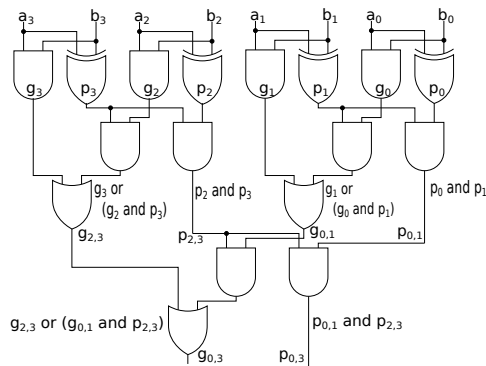 a₃ b₃ a₂ b₂ a₁ b₁ a₀ b₀
g₃ p₃ g₂ p₂ g₁ p₁ g₀ p₀
g₃ or
(g₂ and p₃)
p₂ and p₃
g₁ or
(g₀ and p₁)
p₀ and p₁
g₂,₃ p₂,₃ g₀,₁ p₀,₁
g₂,₃ or (g₀,₁ and p₂,₃)
p₀,₁ and p₂,₃
g₀,₃ p₀,₃